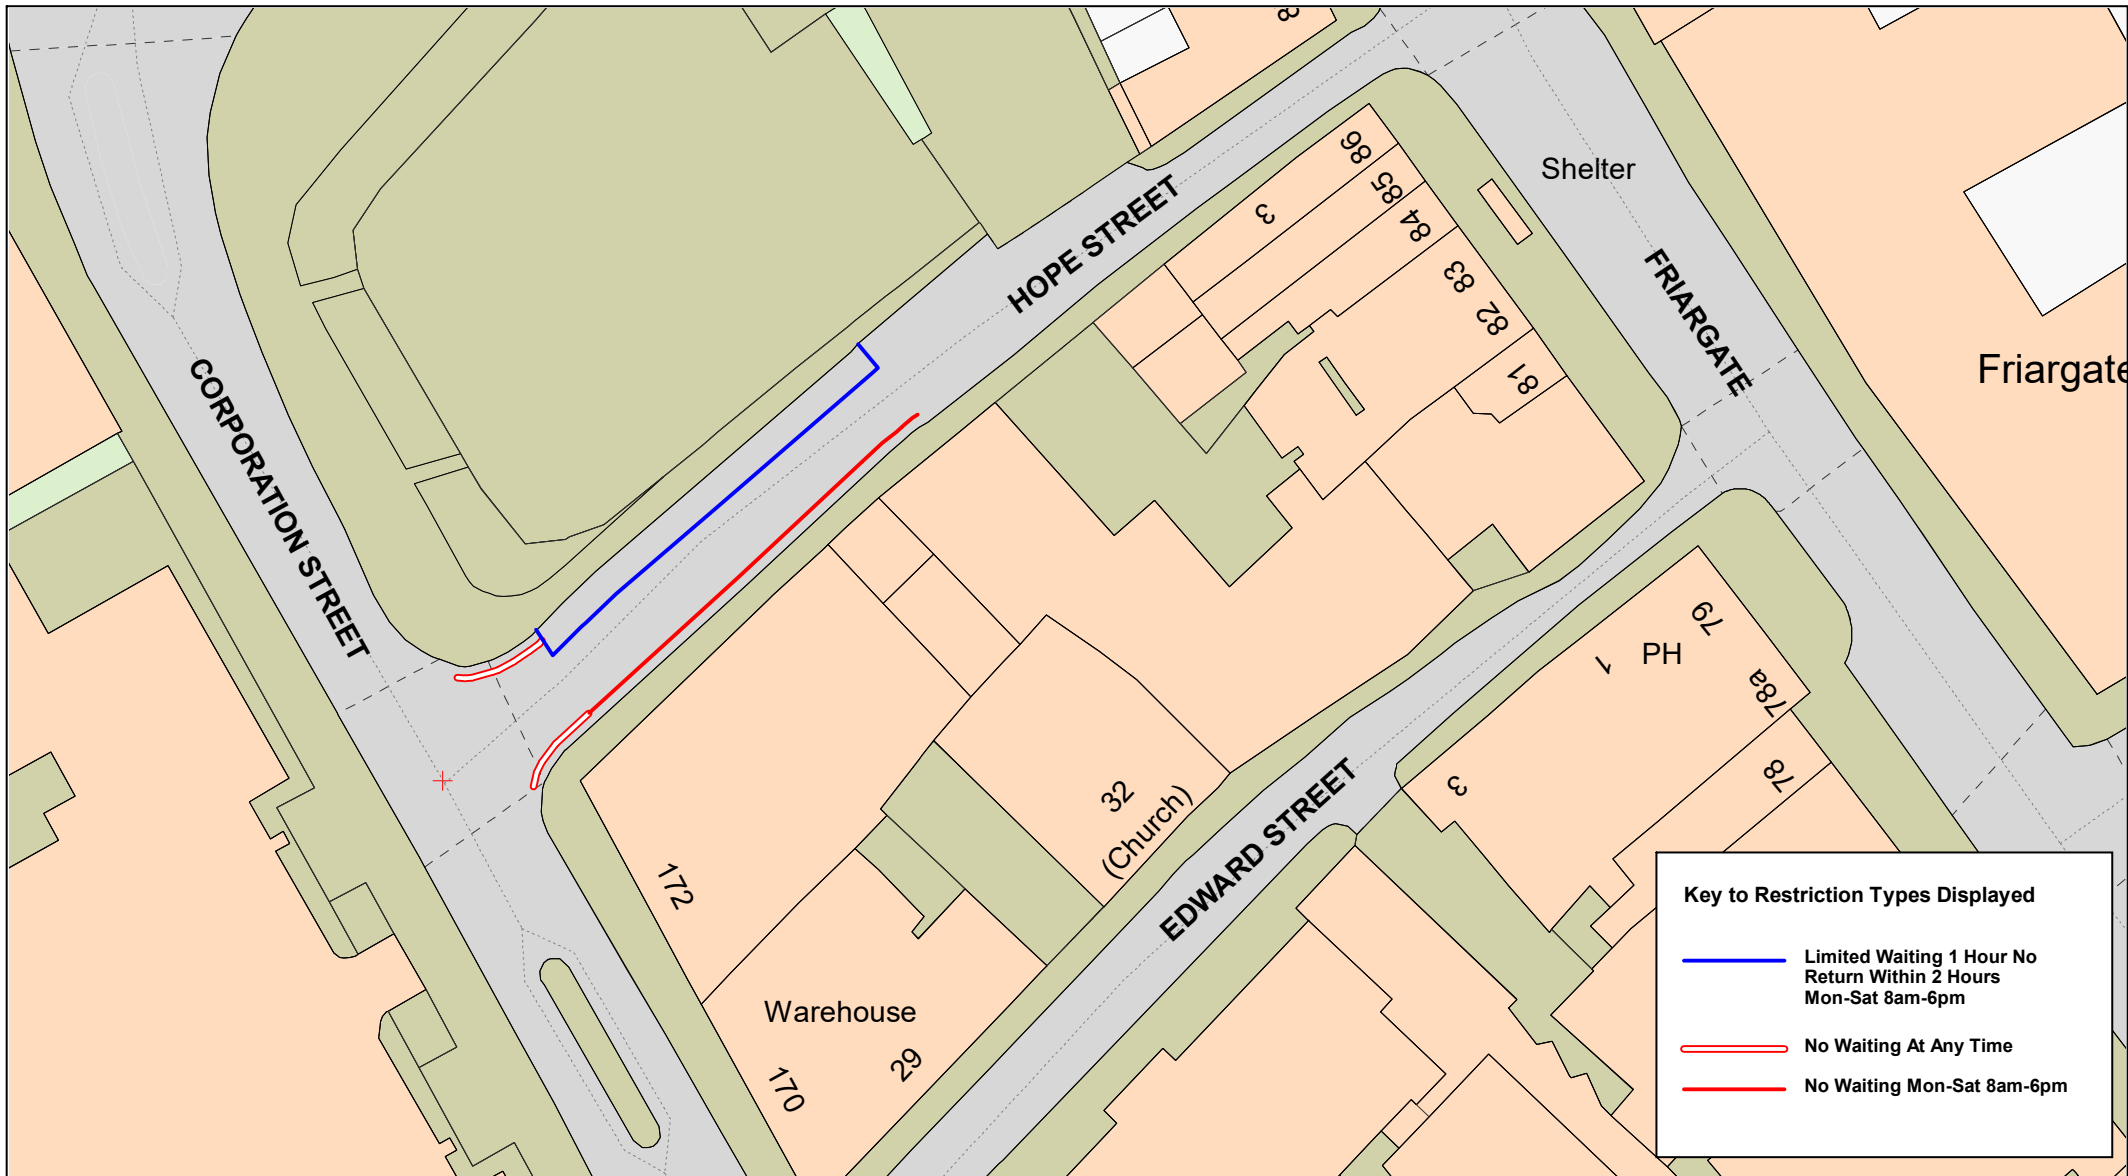 86
Shelter
85
3
84
HOPE STREET
83
82
FRIARGATE
81
Friargate
CORPORATION STREET
79
PH
1
78a
78
3
32
(Church)
EDWARD STREET
172
Warehouse
29
170
Key to Restriction Types Displayed
Limited Waiting 1 Hour No
Return Within 2 Hours
Mon-Sat 8am-6pm
No Waiting At Any Time
No Waiting Mon-Sat 8am-6pm